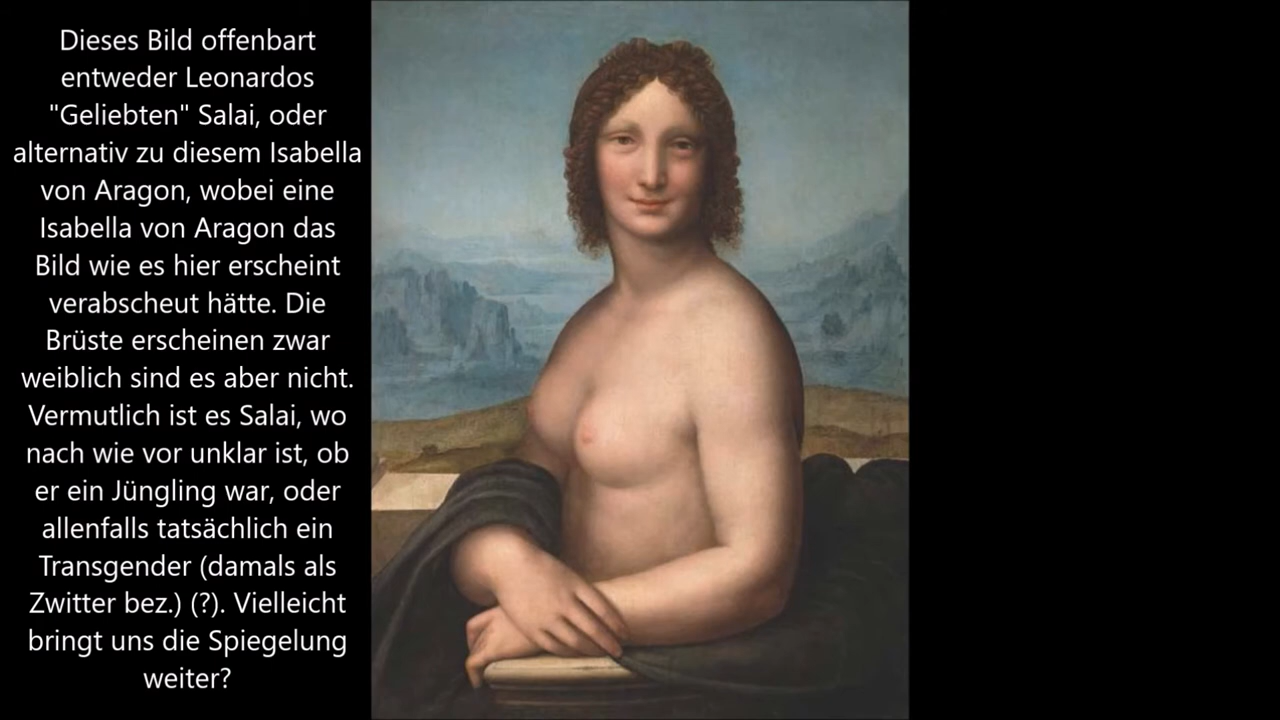 Dieses Bild offenbart
entweder Leonardos
"Geliebten" Salai, oder
alternativ zu diesem Isabella
von Aragon, wobei eine
Isabella von Aragon das
Bild wie es hier erscheint
verabscheut hätte. Die
Brüste erscheinen zwar
weiblich sind es aber nicht.
Vermutlich ist es Salai, wo
nach wie vor unklar ist, ob
er ein Jüngling war, oder
allenfalls tatsächlich ein
Transgender (damals als
Zwitter bez.) (?). Vielleicht
bringt uns die Spiegelung
weiter?